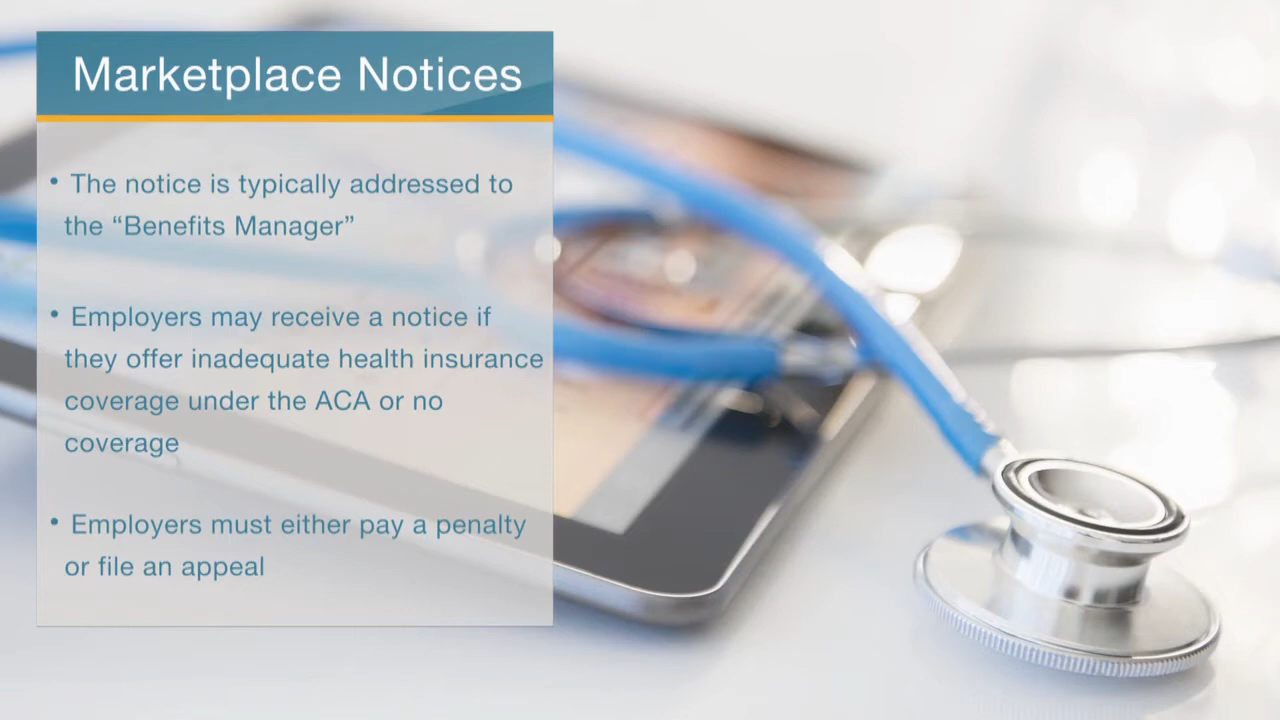 Marketplace Notices
• The notice is typically addressed to
the “Benefits Manager”
• Employers may receive a notice if
they offer inadequate health insurance
coverage under the ACA or no
coverage
• Employers must either pay a penalty
or file an appeal